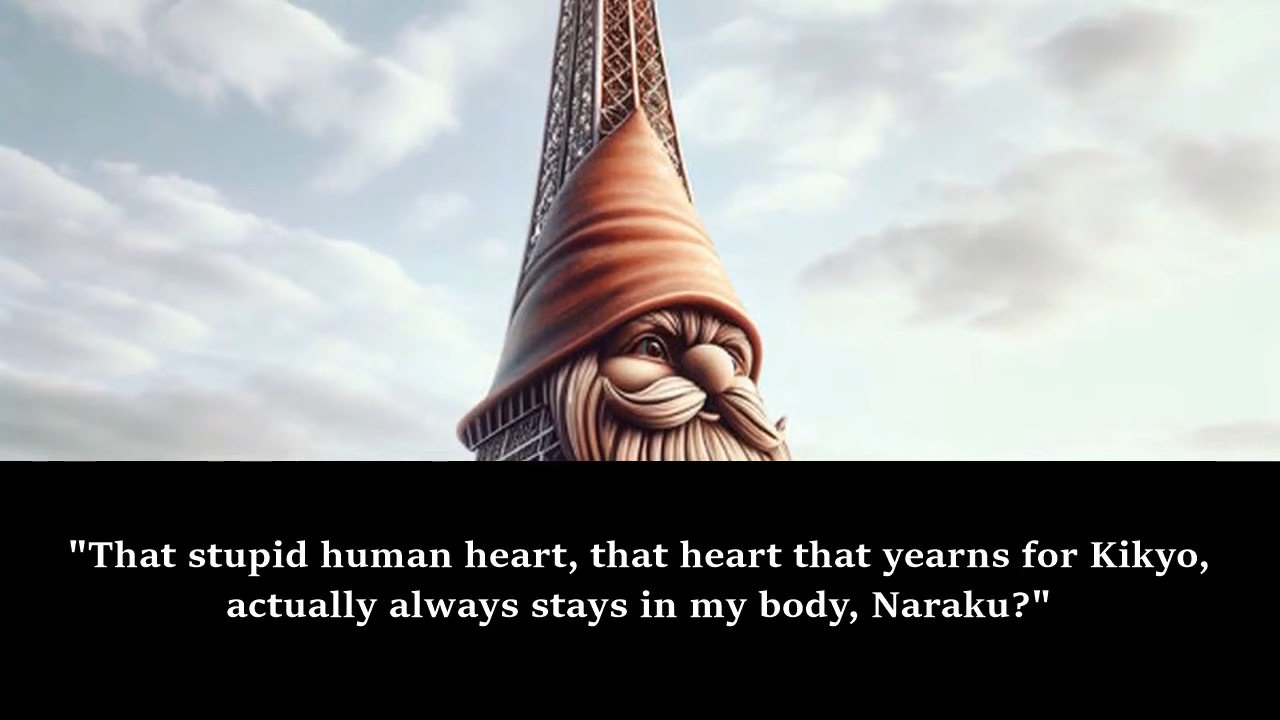 "That stupid human heart, that heart that yearns for Kikyo,
actually always stays in my body, Naraku?"